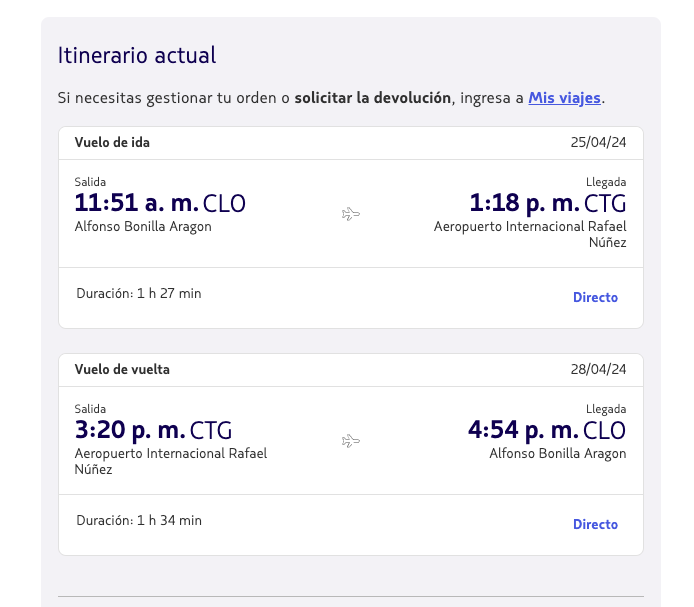 Itinerario actual
Si necesitas gestionar tu orden o solicitar la devolución, ingresa a Mis viajes.
Vuelo de ida 25/04/24
Salida Llegada
11:51 a. m. CLO 1:18 p. m. CTG
Alfonso Bonilla Aragon Aeropuerto Internacional Rafael
Núñez
Duración: 1 h 27 min Directo
Vuelo de vuelta 28/04/24
Salida Llegada
3:20 p. m. CTG 4:54 p. m. CLO
Aeropuerto Internacional Rafael Alfonso Bonilla Aragon
Núñez
Duración: 1 h 34 min Directo